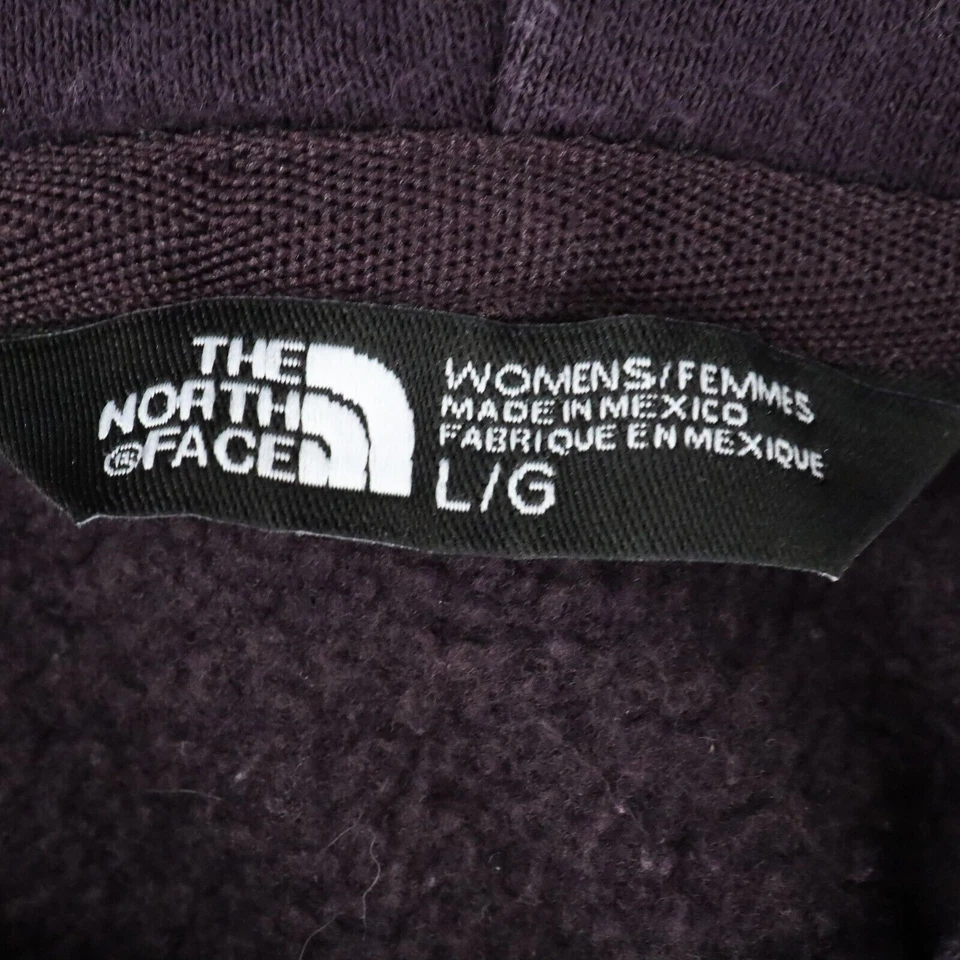 THE
NORTH
®FACE
WOMENS/FEMMES
MADE IN MEXICO
FABRIQUE EN MEXIQUE
L/G